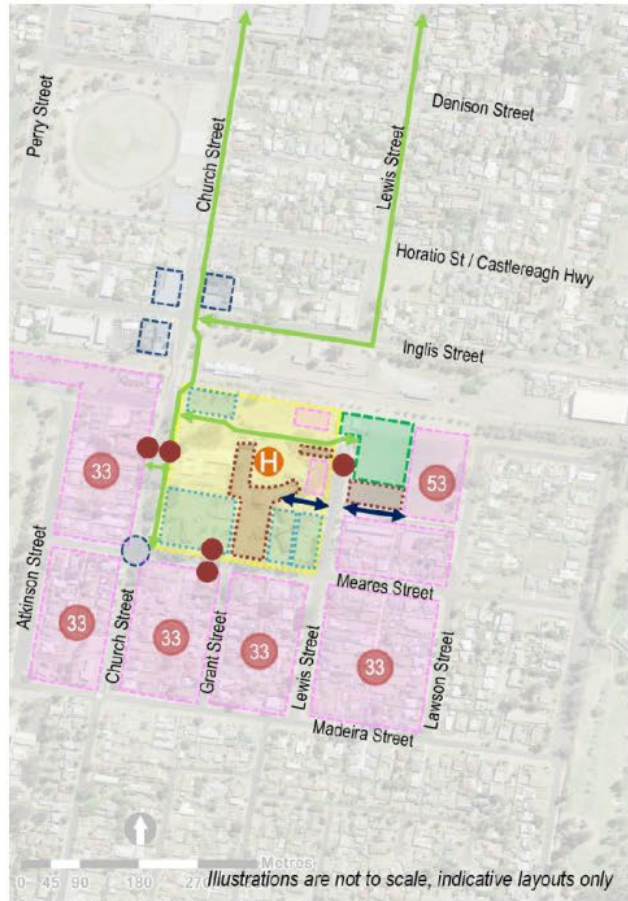 Denison Street
Perry Street
Church Street
Lewis Street
Horatio St / Castlereagh Hwy
Inglis Street
H
33
53
Meares Street
Atkinson Street
33
33
33
33
Church Street
Grant Street
Lewis Street
Lawson Street
Madeira Street
Metres
0 45 90 180 270
Illustrations are not to scale, indicative layouts only